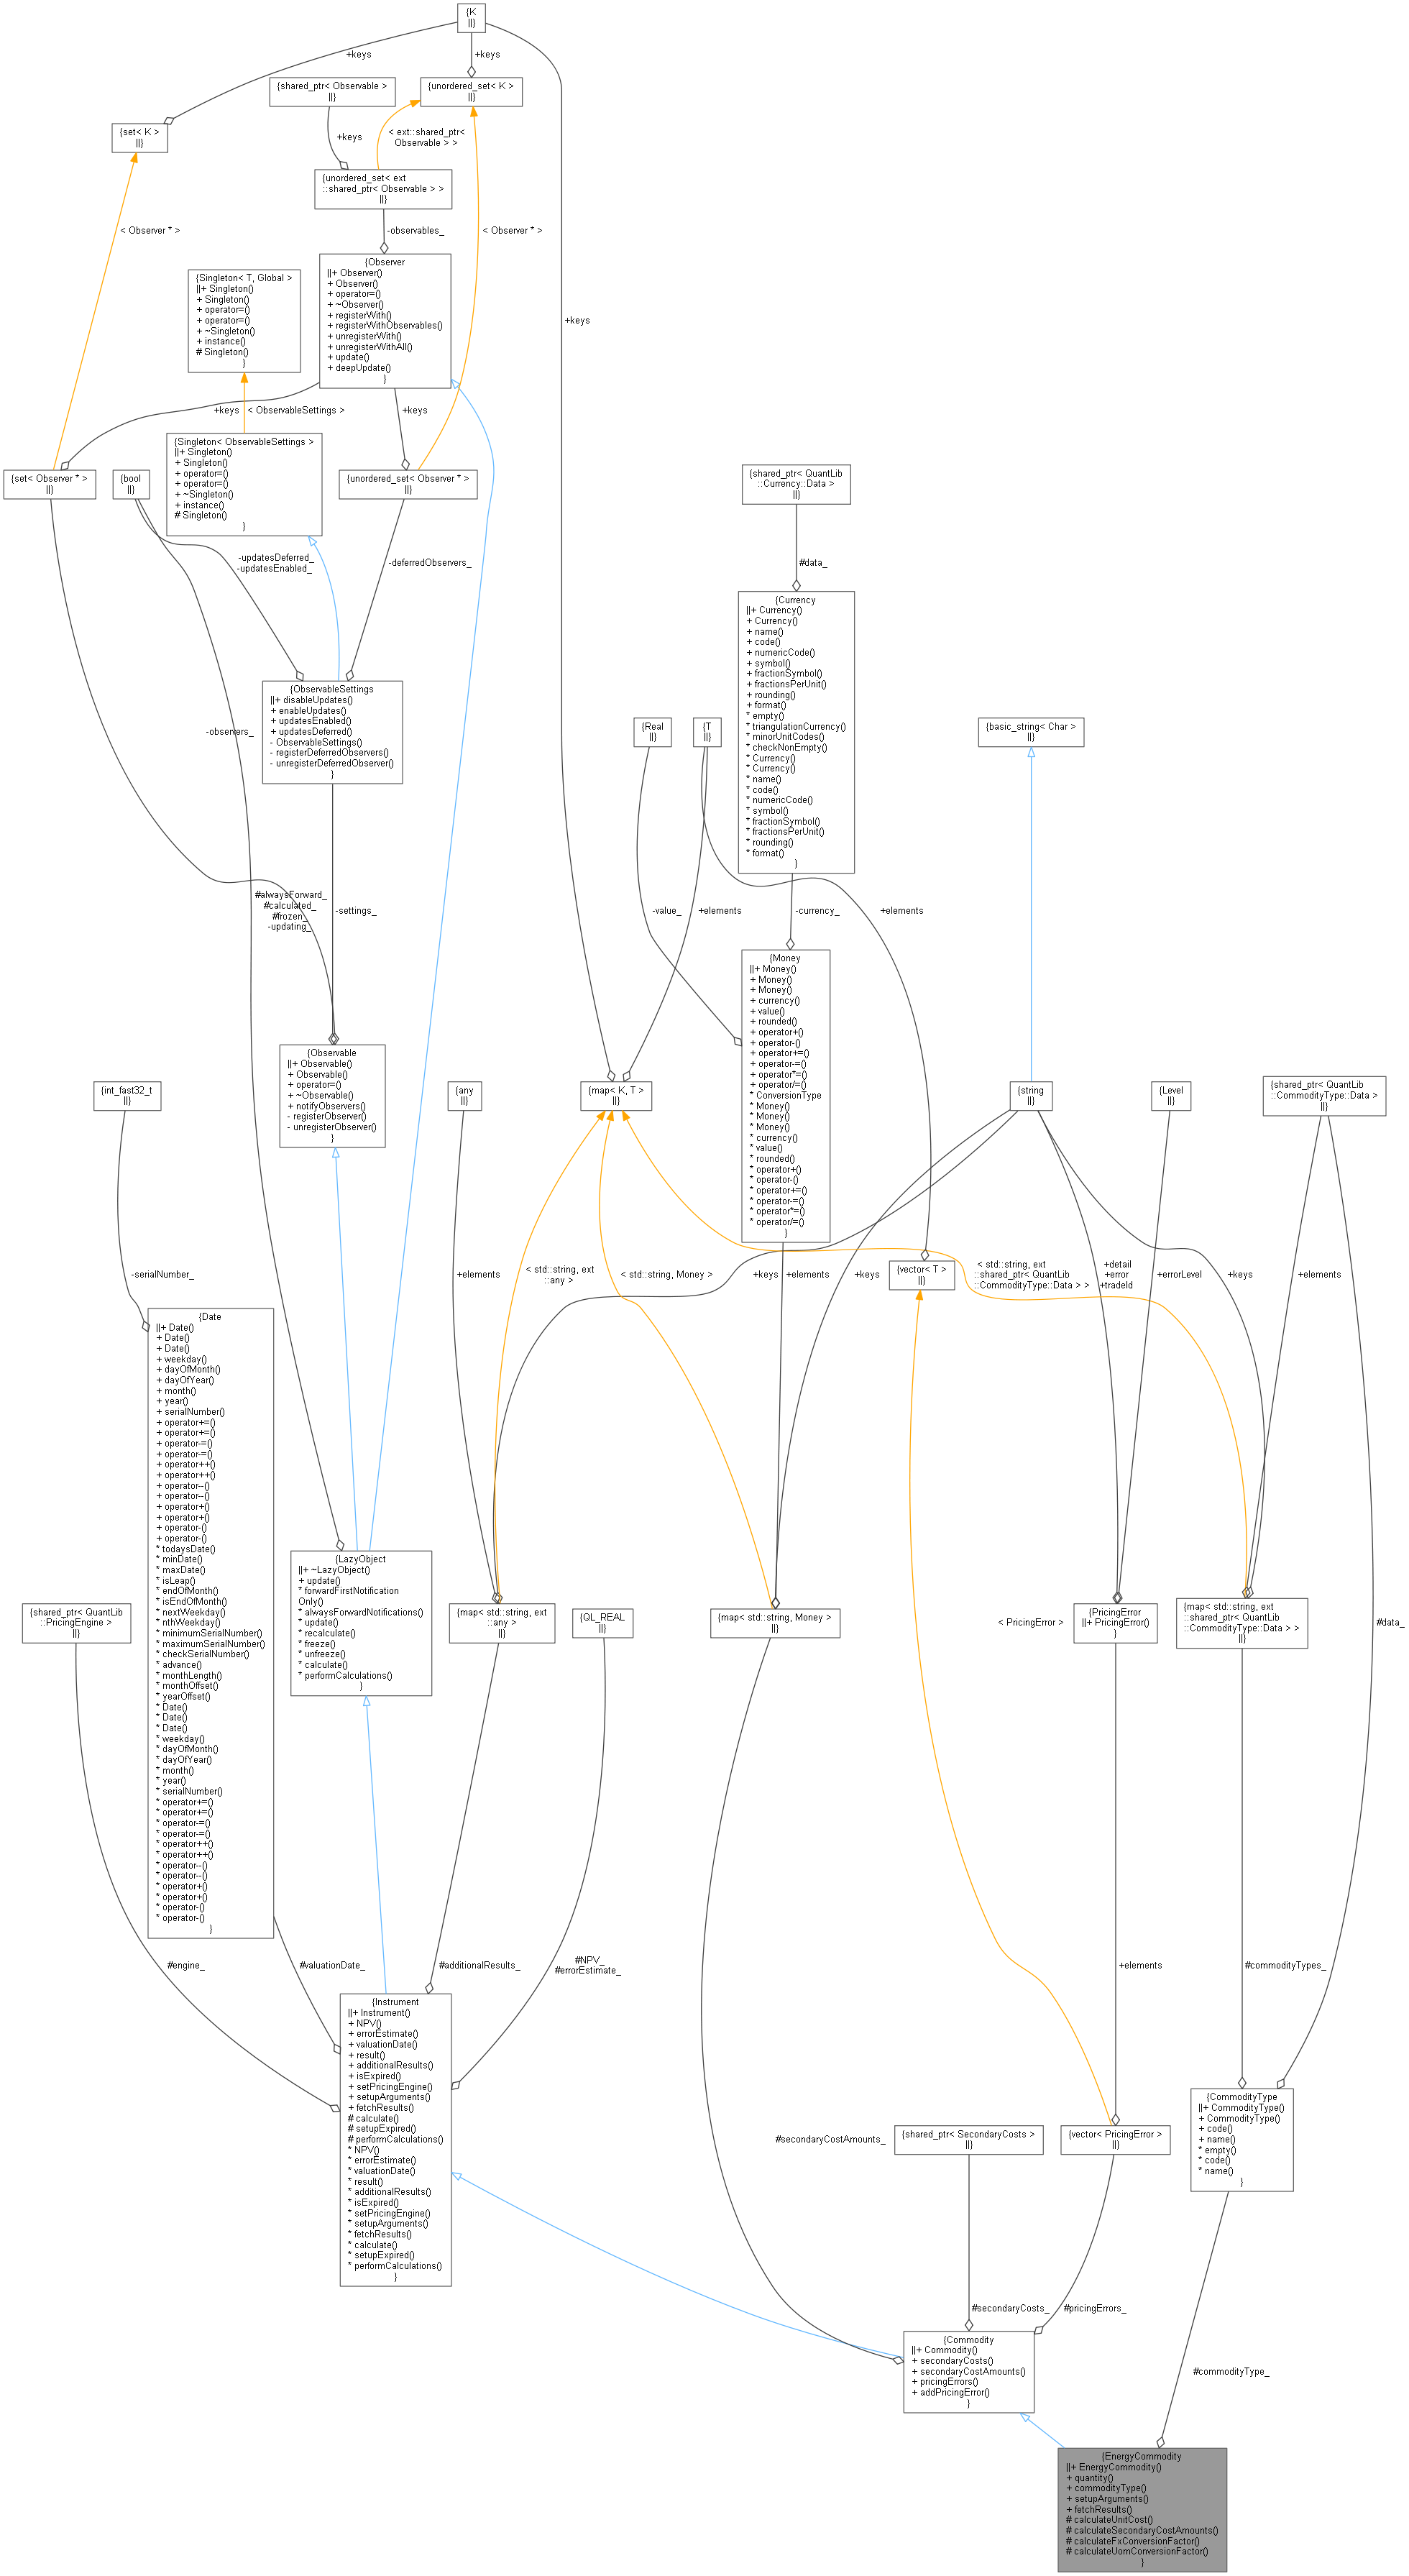 {K
||}
+keys
+keys
{shared_ptr< Observable >
||}
{unordered_set< K >
||}
{set< K >
||}
+keys
< ext::shared_ptr<
Observable > >
{unordered_set< ext
::shared_ptr< Observable > >
||}
< Observer * >
-observables_
< Observer * >
{Observer
||+ Observer()
+ Observer()
+ operator=()
+ ~Observer()
+ registerWith()
+ registerWithObservables()
+ unregisterWith()
+ unregisterWithAll()
+ update()
+ deepUpdate()
}
{Singleton< T, Global >
||+ Singleton()
+ Singleton()
+ operator=()
+ operator=()
+ ~Singleton()
+ instance()
# Singleton()
}
+keys
+keys
< ObservableSettings >
+keys
{Singleton< ObservableSettings >
||+ Singleton()
+ Singleton()
+ operator=()
+ operator=()
+ ~Singleton()
+ instance()
# Singleton()
}
{set< Observer * >
||}
{bool
||}
{unordered_set< Observer * >
||}
{shared_ptr< QuantLib
::Currency::Data >
||}
-updatesDeferred_
-updatesEnabled_
-deferredObservers_
#data_
{Currency
||+ Currency()
+ Currency()
+ name()
+ code()
+ numericCode()
+ symbol()
+ fractionSymbol()
+ fractionsPerUnit()
+ rounding()
+ format()
* empty()
* triangulationCurrency()
* minorUnitCodes()
* checkNonEmpty()
* Currency()
* Currency()
* name()
* code()
* numericCode()
* symbol()
* fractionSymbol()
* fractionsPerUnit()
* rounding()
* format()
}
{ObservableSettings
||+ disableUpdates()
+ enableUpdates()
+ updatesEnabled()
+ updatesDeferred()
- ObservableSettings()
- registerDeferredObservers()
- unregisterDeferredObserver()
}
-observers_
{Real
||}
{T
||}
{basic_string< Char >
||}
#alwaysForward_
#calculated_
#frozen_
-updating_
-settings_
-value_
+elements
-currency_
+elements
{Money
||+ Money()
+ Money()
+ Money()
+ currency()
+ value()
+ rounded()
+ operator+()
+ operator-()
+ operator+=()
+ operator-=()
+ operator*=()
+ operator/=()
* ConversionType
* Money()
* Money()
* Money()
* currency()
* value()
* rounded()
* operator+()
* operator-()
* operator+=()
* operator-=()
* operator*=()
* operator/=()
}
{Observable
||+ Observable()
+ Observable()
+ operator=()
+ ~Observable()
+ notifyObservers()
- registerObserver()
- unregisterObserver()
}
{int_fast32_t
||}
{any
||}
{map< K, T >
||}
{string
||}
{Level
||}
{shared_ptr< QuantLib
::CommodityType::Data >
||}
-serialNumber_
+elements
< std::string, ext
::any >
< std::string, Money >
+keys
+elements
+keys
{vector< T >
||}
< std::string, ext
::shared_ptr< QuantLib
::CommodityType::Data > >
+detail
+error
+tradeId
+errorLevel
+keys
+elements
{Date
||+ Date()
+ Date()
+ Date()
+ weekday()
+ dayOfMonth()
+ dayOfYear()
+ month()
+ year()
+ serialNumber()
+ operator+=()
+ operator+=()
+ operator-=()
+ operator-=()
+ operator++()
+ operator++()
+ operator--()
+ operator--()
+ operator+()
+ operator+()
+ operator-()
+ operator-()
* todaysDate()
* minDate()
* maxDate()
* isLeap()
* endOfMonth()
* isEndOfMonth()
* nextWeekday()
* nthWeekday()
* minimumSerialNumber()
* maximumSerialNumber()
* checkSerialNumber()
* advance()
* monthLength()
* monthOffset()
* yearOffset()
* Date()
* Date()
* Date()
* weekday()
* dayOfMonth()
* dayOfYear()
* month()
* year()
* serialNumber()
* operator+=()
* operator+=()
* operator-=()
* operator-=()
* operator++()
* operator++()
* operator--()
* operator--()
* operator+()
* operator+()
* operator-()
* operator-()
}
{LazyObject
||+ ~LazyObject()
+ update()
* forwardFirstNotification
Only()
* alwaysForwardNotifications()
* update()
* recalculate()
* freeze()
* unfreeze()
* calculate()
* performCalculations()
}
{shared_ptr< QuantLib
::PricingEngine >
||}
{map< std::string, ext
::any >
||}
{QL_REAL
||}
{map< std::string, Money >
||}
< PricingError >
{PricingError
||+ PricingError()
}
{map< std::string, ext
::shared_ptr< QuantLib
::CommodityType::Data > >
||}
#data_
#engine_
#valuationDate_
#additionalResults_
#NPV_
#errorEstimate_
+elements
#commodityTypes_
{Instrument
||+ Instrument()
+ NPV()
+ errorEstimate()
+ valuationDate()
+ result()
+ additionalResults()
+ isExpired()
+ setPricingEngine()
+ setupArguments()
+ fetchResults()
# calculate()
# setupExpired()
# performCalculations()
* NPV()
* errorEstimate()
* valuationDate()
* result()
* additionalResults()
* isExpired()
* setPricingEngine()
* setupArguments()
* fetchResults()
* calculate()
* setupExpired()
* performCalculations()
}
#secondaryCostAmounts_
{shared_ptr< SecondaryCosts >
||}
{vector< PricingError >
||}
{CommodityType
||+ CommodityType()
+ CommodityType()
+ code()
+ name()
* empty()
* code()
* name()
}
#secondaryCosts_
#pricingErrors_
{Commodity
||+ Commodity()
+ secondaryCosts()
+ secondaryCostAmounts()
+ pricingErrors()
+ addPricingError()
}
#commodityType_
{EnergyCommodity
||+ EnergyCommodity()
+ quantity()
+ commodityType()
+ setupArguments()
+ fetchResults()
# calculateUnitCost()
# calculateSecondaryCostAmounts()
# calculateFxConversionFactor()
# calculateUomConversionFactor()
}